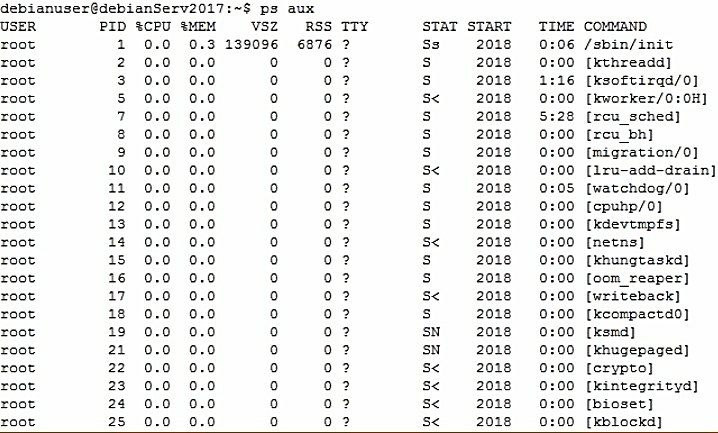 debianuser@debianServ2017:~$ ps aux
USER PID %CPU %MEM VSZ RSS TTY STAT START TIME COMMAND
root 1 0.0 0.3 139096 6876 ? Ss 2018 0:06 /sbin/init
root 2 0.0 0.0 0 0 ? S 2018 0:00 [kthreadd]
root 3 0.0 0.0 0 0 ? S 2018 1:16 [ksoftirqd/0]
root 5 0.0 0.0 0 0 ? S< 2018 0:00 [kworker/0:0H]
root 7 0.0 0.0 0 0 ? S 2018 5:28 [rcu_sched]
root 8 0.0 0.0 0 0 ? S 2018 0:00 [rcu_bh]
root 9 0.0 0.0 0 0 ? S 2018 0:00 [migration/0]
root 10 0.0 0.0 0 0 ? S< 2018 0:00 [lru-add-drain]
root 11 0.0 0.0 0 0 ? S 2018 0:05 [watchdog/0]
root 12 0.0 0.0 0 0 ? S 2018 0:00 [cpuhp/0]
root 13 0.0 0.0 0 0 ? S 2018 0:00 [kdevtmpfs]
root 14 0.0 0.0 0 0 ? S< 2018 0:00 [netns]
root 15 0.0 0.0 0 0 ? S 2018 0:00 [khungtaskd]
root 16 0.0 0.0 0 0 ? S 2018 0:00 [oom_reaper]
root 17 0.0 0.0 0 0 ? S< 2018 0:00 [writeback]
root 18 0.0 0.0 0 0 ? S 2018 0:00 [kcompactd0]
root 19 0.0 0.0 0 0 ? SN 2018 0:00 [ksmd]
root 21 0.0 0.0 0 0 ? SN 2018 0:00 [khugepaged]
root 22 0.0 0.0 0 0 ? S< 2018 0:00 [crypto]
root 23 0.0 0.0 0 0 ? S< 2018 0:00 [kintegrityd]
root 24 0.0 0.0 0 0 ? S< 2018 0:00 [bioset]
root 25 0.0 0.0 0 0 ? S< 2018 0:00 [kblockd]